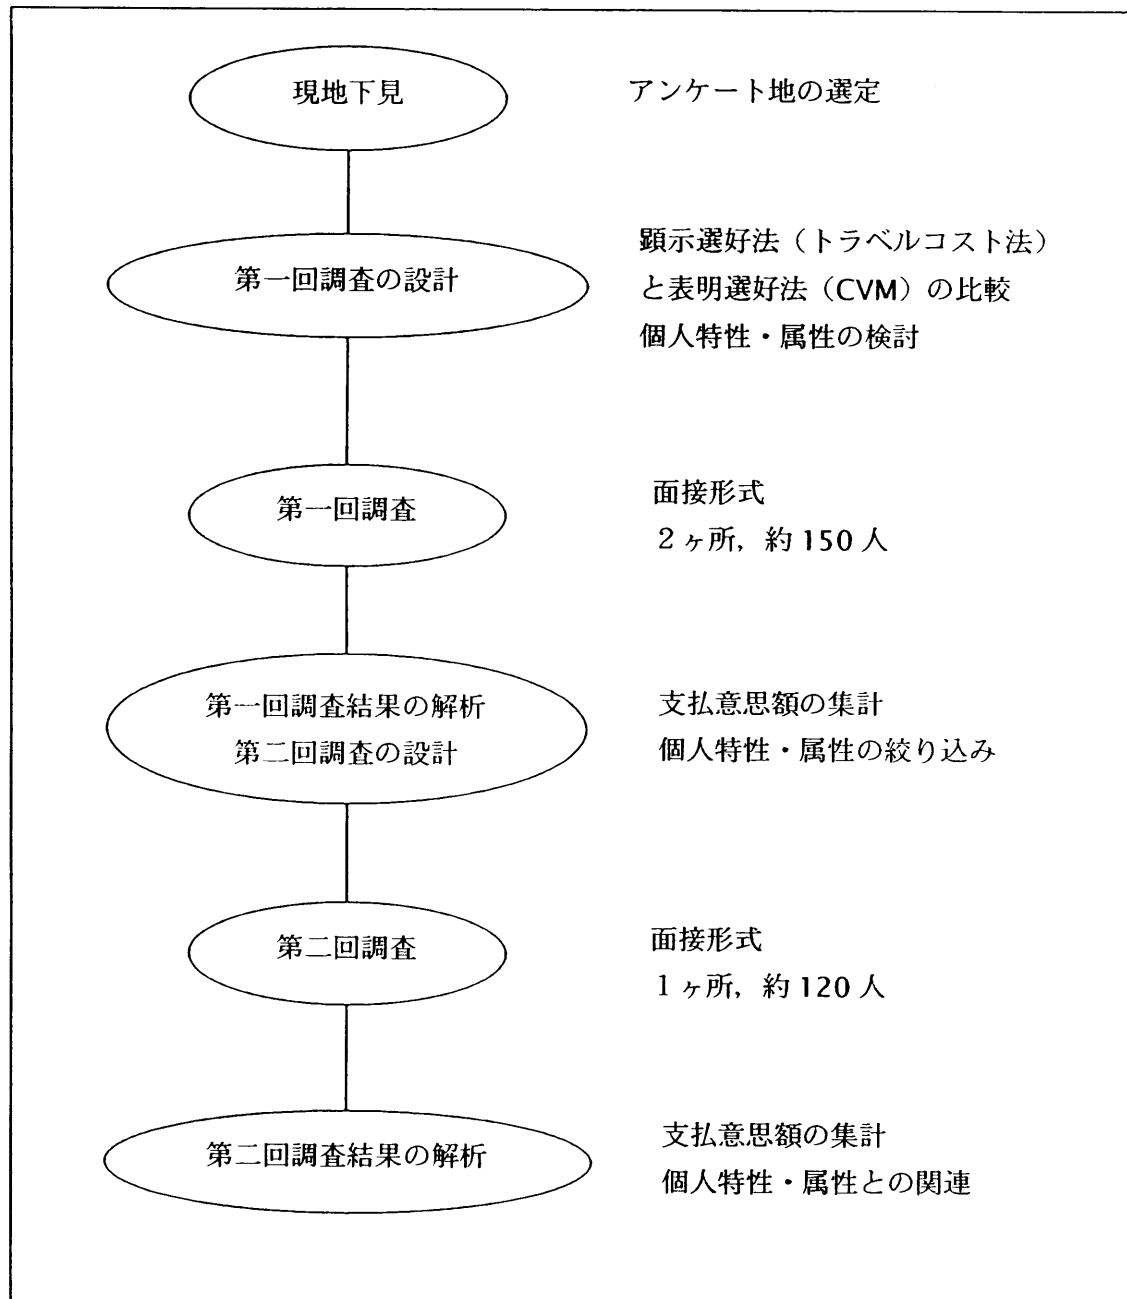 現地下見
アンケート地の選定
第一回調査の設計
顕示選好法（トラベルコスト法）
と表明選好法（CVM）の比較
個人特性・属性の検討
第一回調査
面接形式
２ヶ所，約 150 人
第一回調査結果の解析
第二回調査の設計
支払意思額の集計
個人特性・属性の絞り込み
第二回調査
面接形式
１ヶ所，約 120 人
第二回調査結果の解析
支払意思額の集計
個人特性・属性との関連